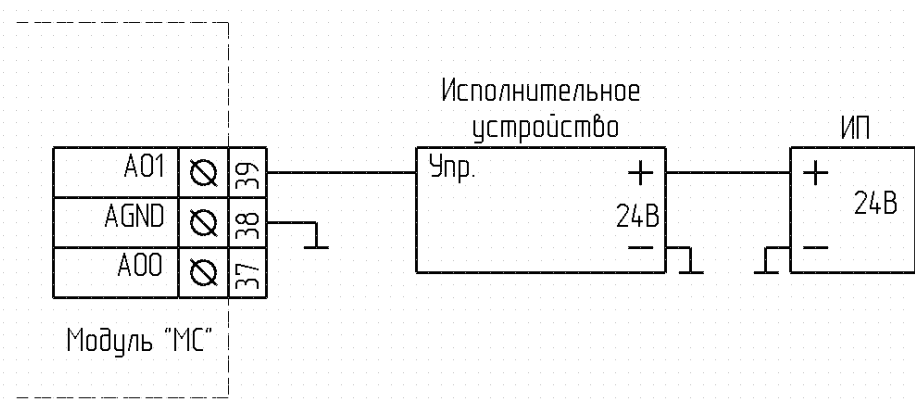 Исполнительное
устройство
ИП
AO1
39
Упр.
+
+
AGND
38
24В
24В
AO0
37
−
−
Модуль "МС"